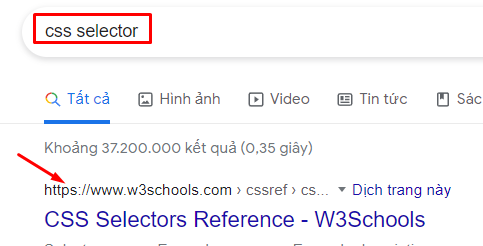 css selector
Tất cả Hình ảnh Video Tin tức Sác
Khoảng 37.200.000 kết quả (0,35 giây)
https://www.w3schools.com › cssref › cs... Dịch trang này
CSS Selectors Reference - W3Schools